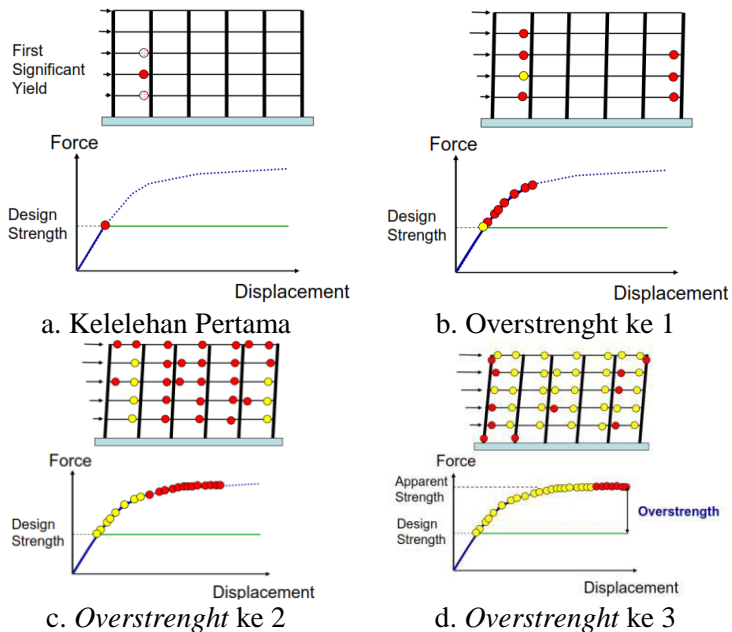 First
Significant
Yield
Force
Design
Strength
Displacement
a. Kelelehan Pertama
Force
Design
Strength
Displacement
b. Overstrenght ke 1
Force
Design
Strength
Displacement
c. Overstrenght ke 2
Force
Apparent
Strength
Design
Strength
Overstrength
Displacement
d. Overstrenght ke 3